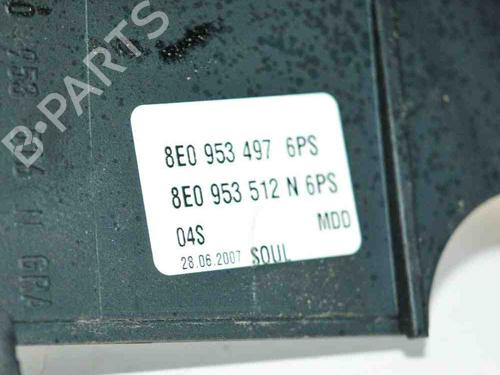 8E0 953 497 6PS
8E0 953 512 N 6PS
04S MDD
28.06.2007 SOUL
B-PARTS